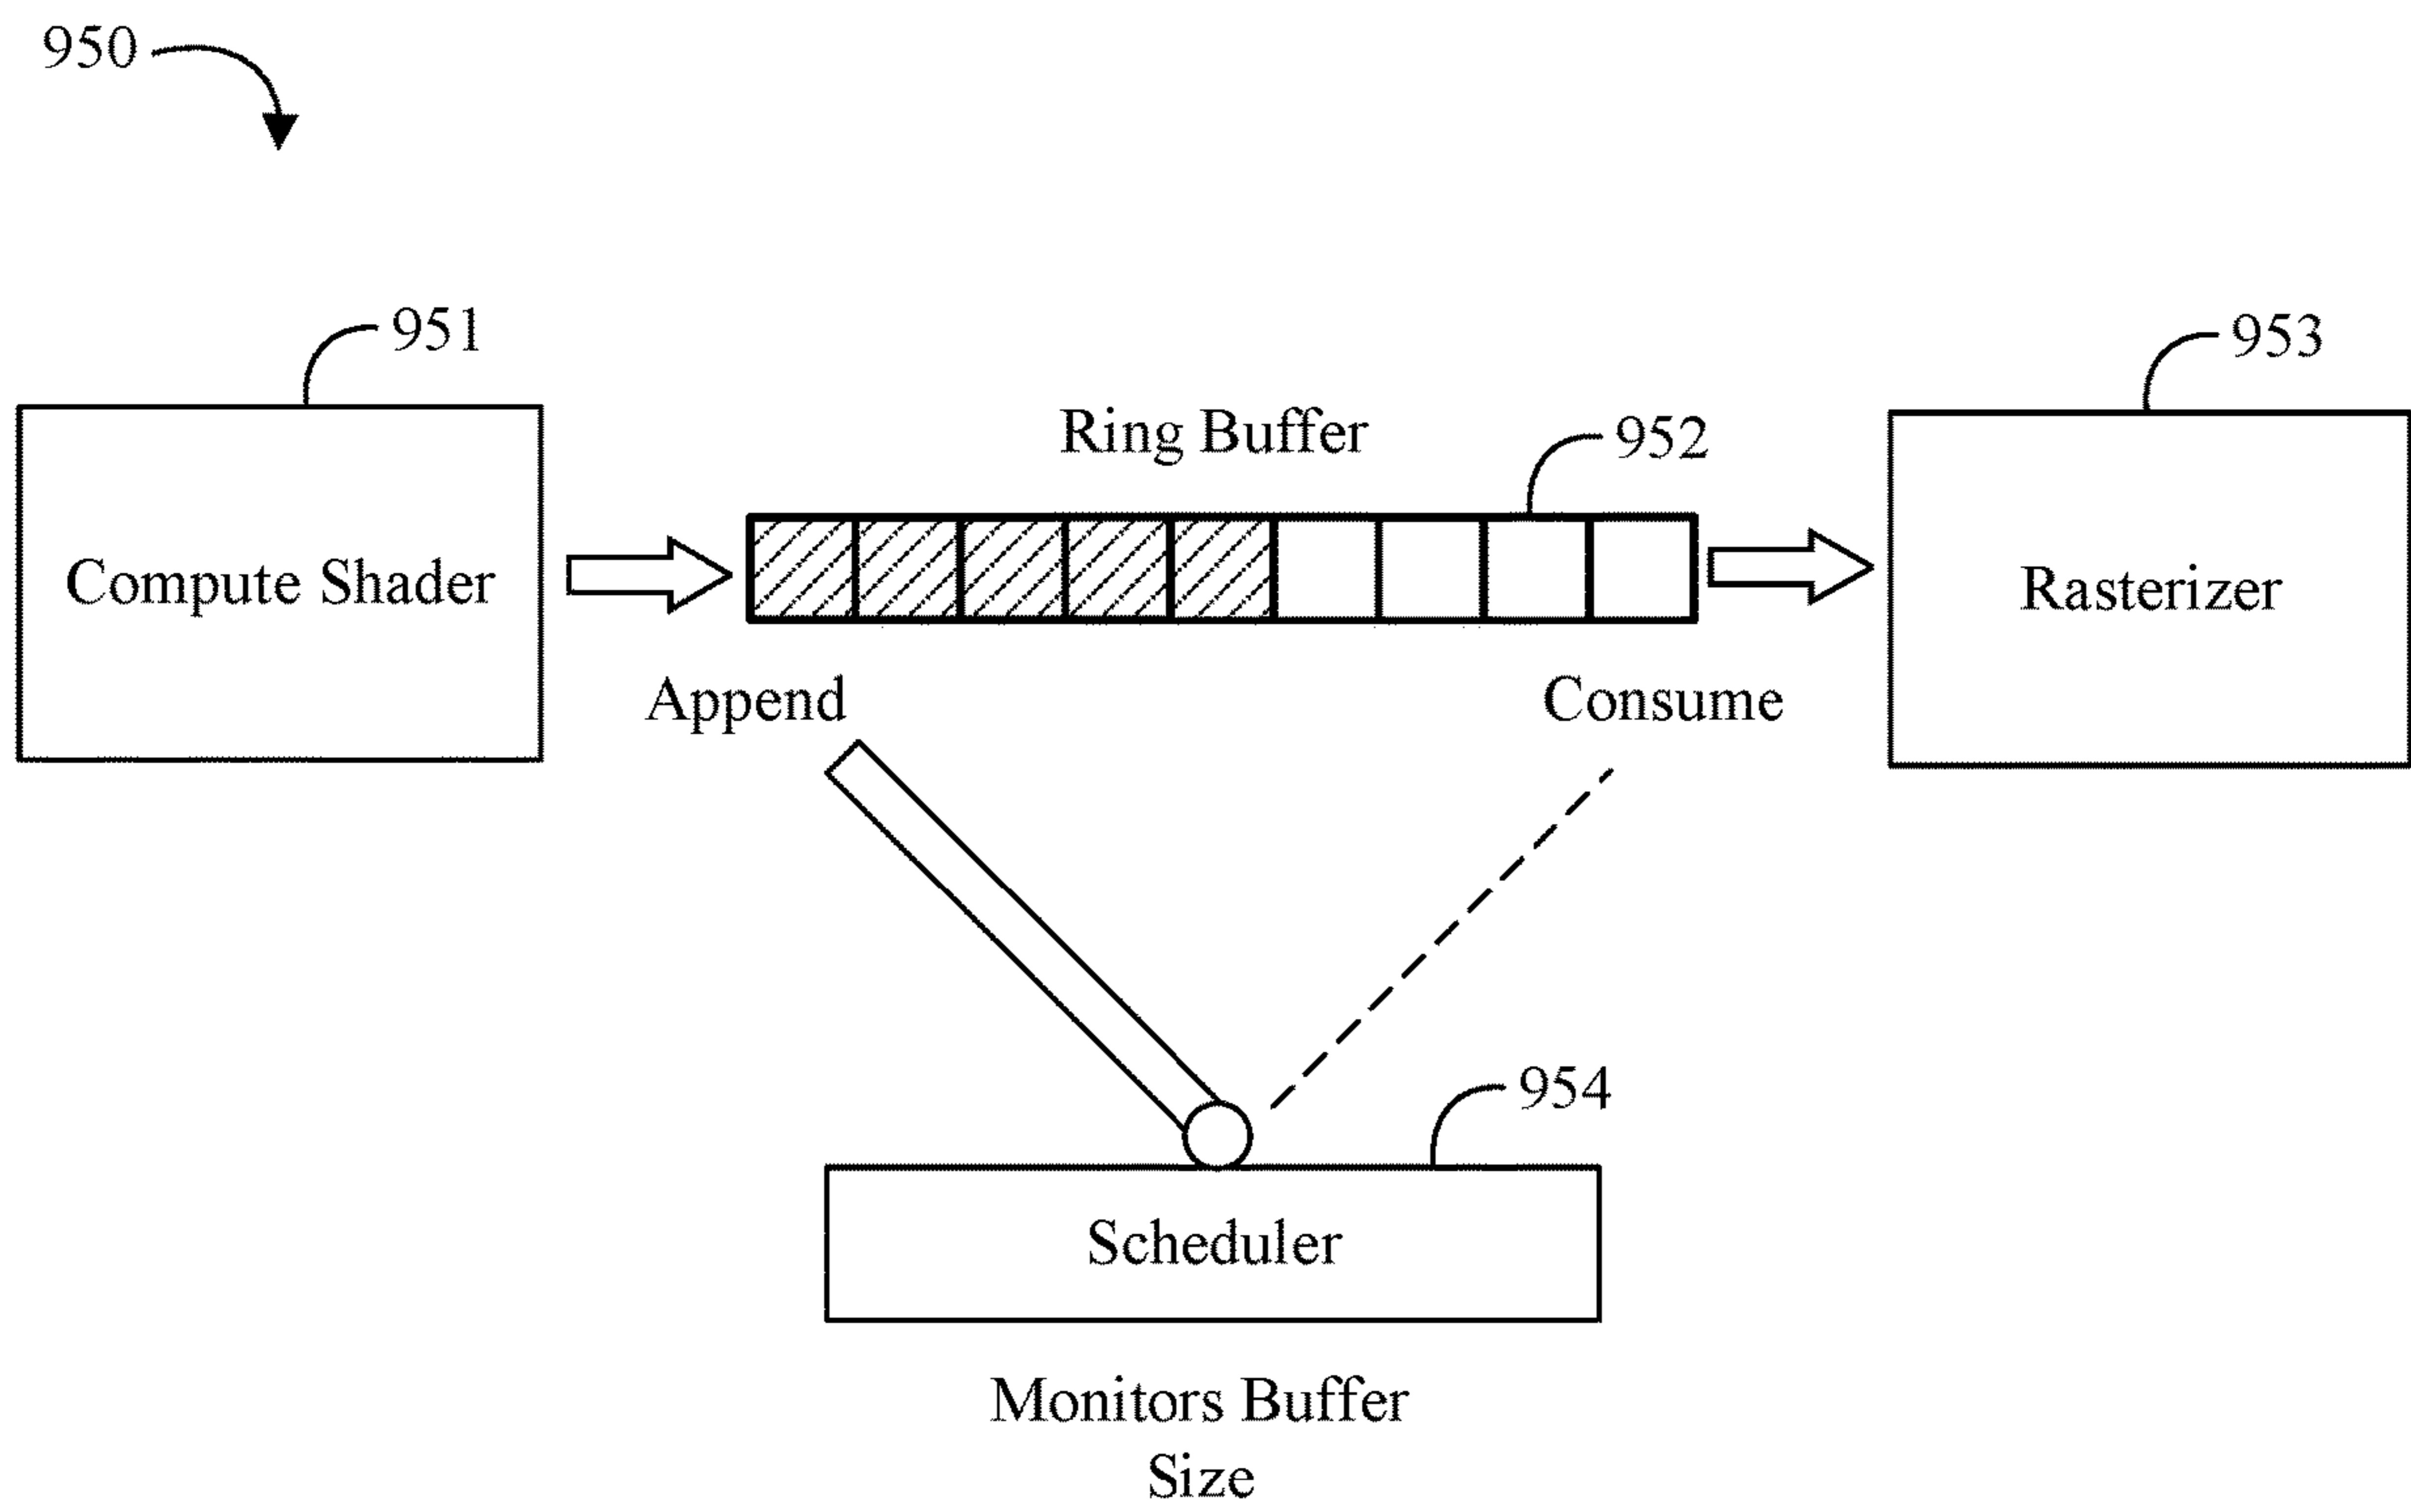 950
951
953
Ring Buffer
952
Compute Shader
Rasterizer
Append
Consume
954
Scheduler
Monitors Buffer
Size